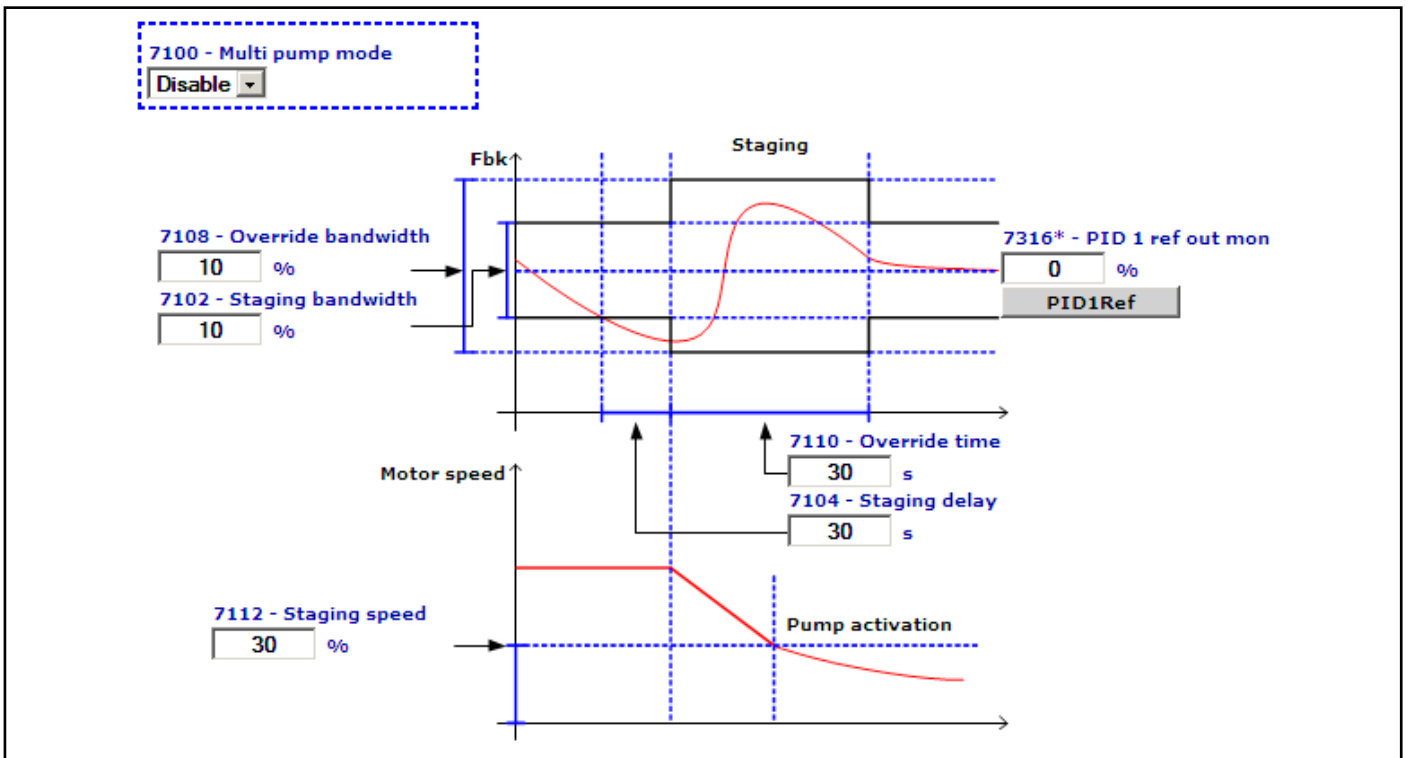 7100 - Multi pump mode
Disable
Staging
Fbk
7108 - Override bandwidth
10 %
7102 - Staging bandwidth
10 %
7316* - PID 1 ref out mon
0 %
PID1Ref
7110 - Override time
30 s
7104 - Staging delay
30 s
Motor speed
7112 - Staging speed
30 %
Pump activation